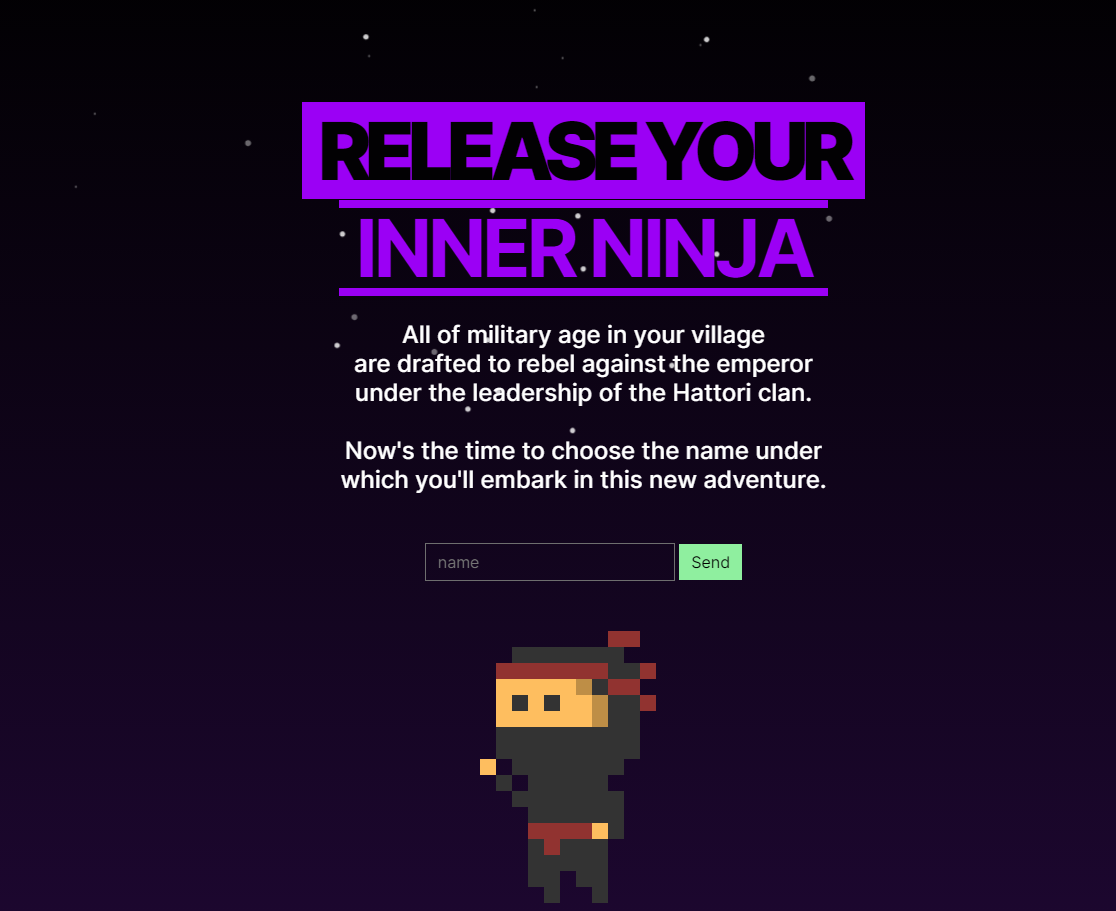 RELEASE YOUR
INNER NINJA
All of military age in your village
are drafted to rebel against the emperor
under the leadership of the Hattori clan.
Now's the time to choose the name under
which you'll embark in this new adventure.
name
Send